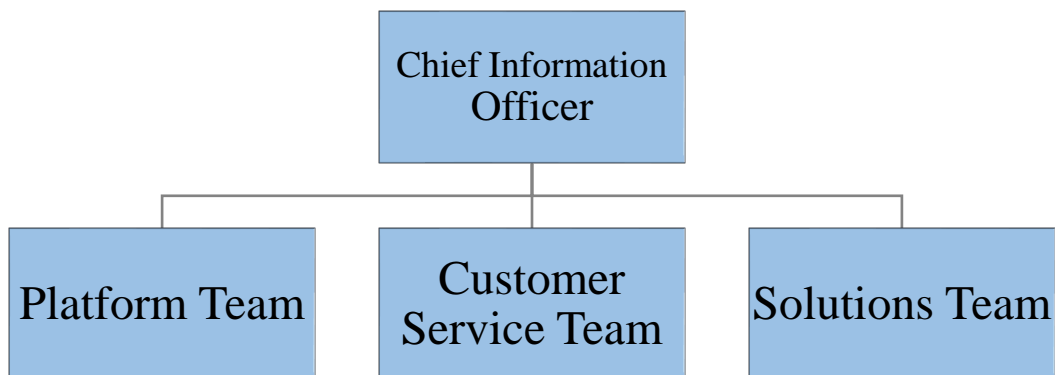 Chief Information
Officer
Platform Team
Customer
Service Team
Solutions Team